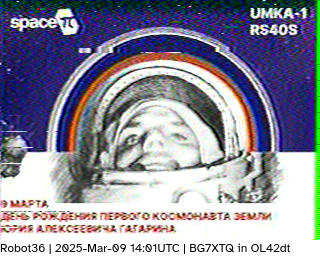 space π
UMKA-1
RS40S
9 МАРТА
ДЕНЬ РОЖДЕНИЯ ПЕРВОГО КОСМОНАВТА ЗЕМЛИ
ЮРИЯ АЛЕКСЕЕВИЧА ГАГАРИНА
Robot36 | 2025-Mar-09 14:01UTC | BG7XTQ in OL42dt